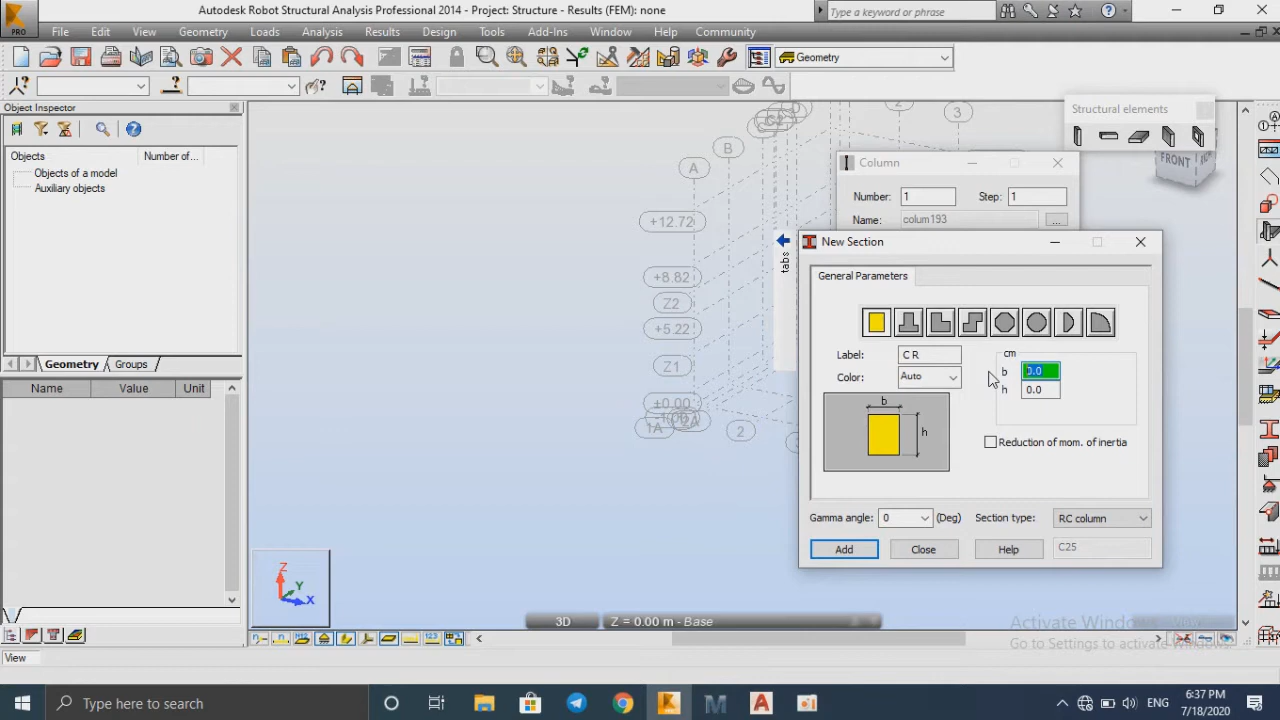 Autodesk Robot Structural Analysis Professional 2014 - Project: Structure - Results (FEM): none
Type a keyword or phrase
PRO
File Edit View Geometry Loads Analysis Results Design Tools Add-Ins Window Help Community
Geometry
Object Inspector
Structural elements
Objects Number of...
Objects of a model
Auxiliary objects
Geometry Groups
Name Value Unit
A
B
2
3
+12.72
+8.82
Z2
+5.22
Z1
±0.00
1A
2A
2
FRONT
tabs
Column
Number: 1 Step: 1
Name: colum193 ...
New Section
General Parameters
Label: C R
Color: Auto
cm
b 0.0
h 0.0
b
h
Reduction of mom. of inertia
Gamma angle: 0 (Deg) Section type: RC column
Add Close Help C25
Z
Y
X
3D Z = 0.00 m - Base
Activate Windows
Go to Settings to activate Windows.
View
Type here to search
ENG
6:37 PM
7/18/2020